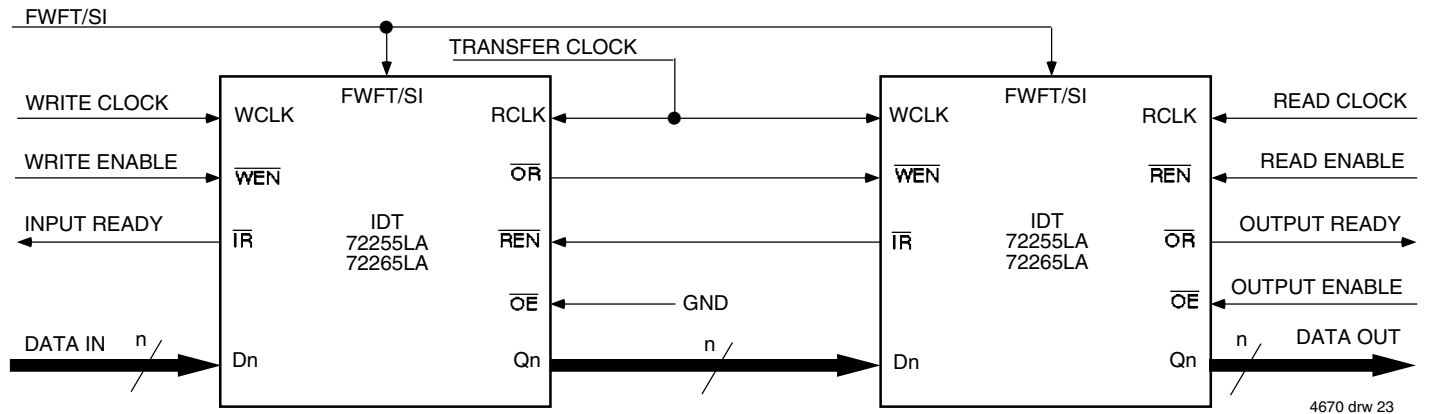 FWFT/SI
TRANSFER CLOCK
WRITE CLOCK
WRITE ENABLE
INPUT READY
DATA IN
n
FWFT/SI
WCLK
WEN
IR
Dn
IDT
72255LA
72265LA
RCLK
OR
REN
OE
Qn
GND
n
FWFT/SI
WCLK
WEN
IR
Dn
IDT
72255LA
72265LA
RCLK
REN
OR
OE
Qn
READ CLOCK
READ ENABLE
OUTPUT READY
OUTPUT ENABLE
n
DATA OUT
4670 drw 23